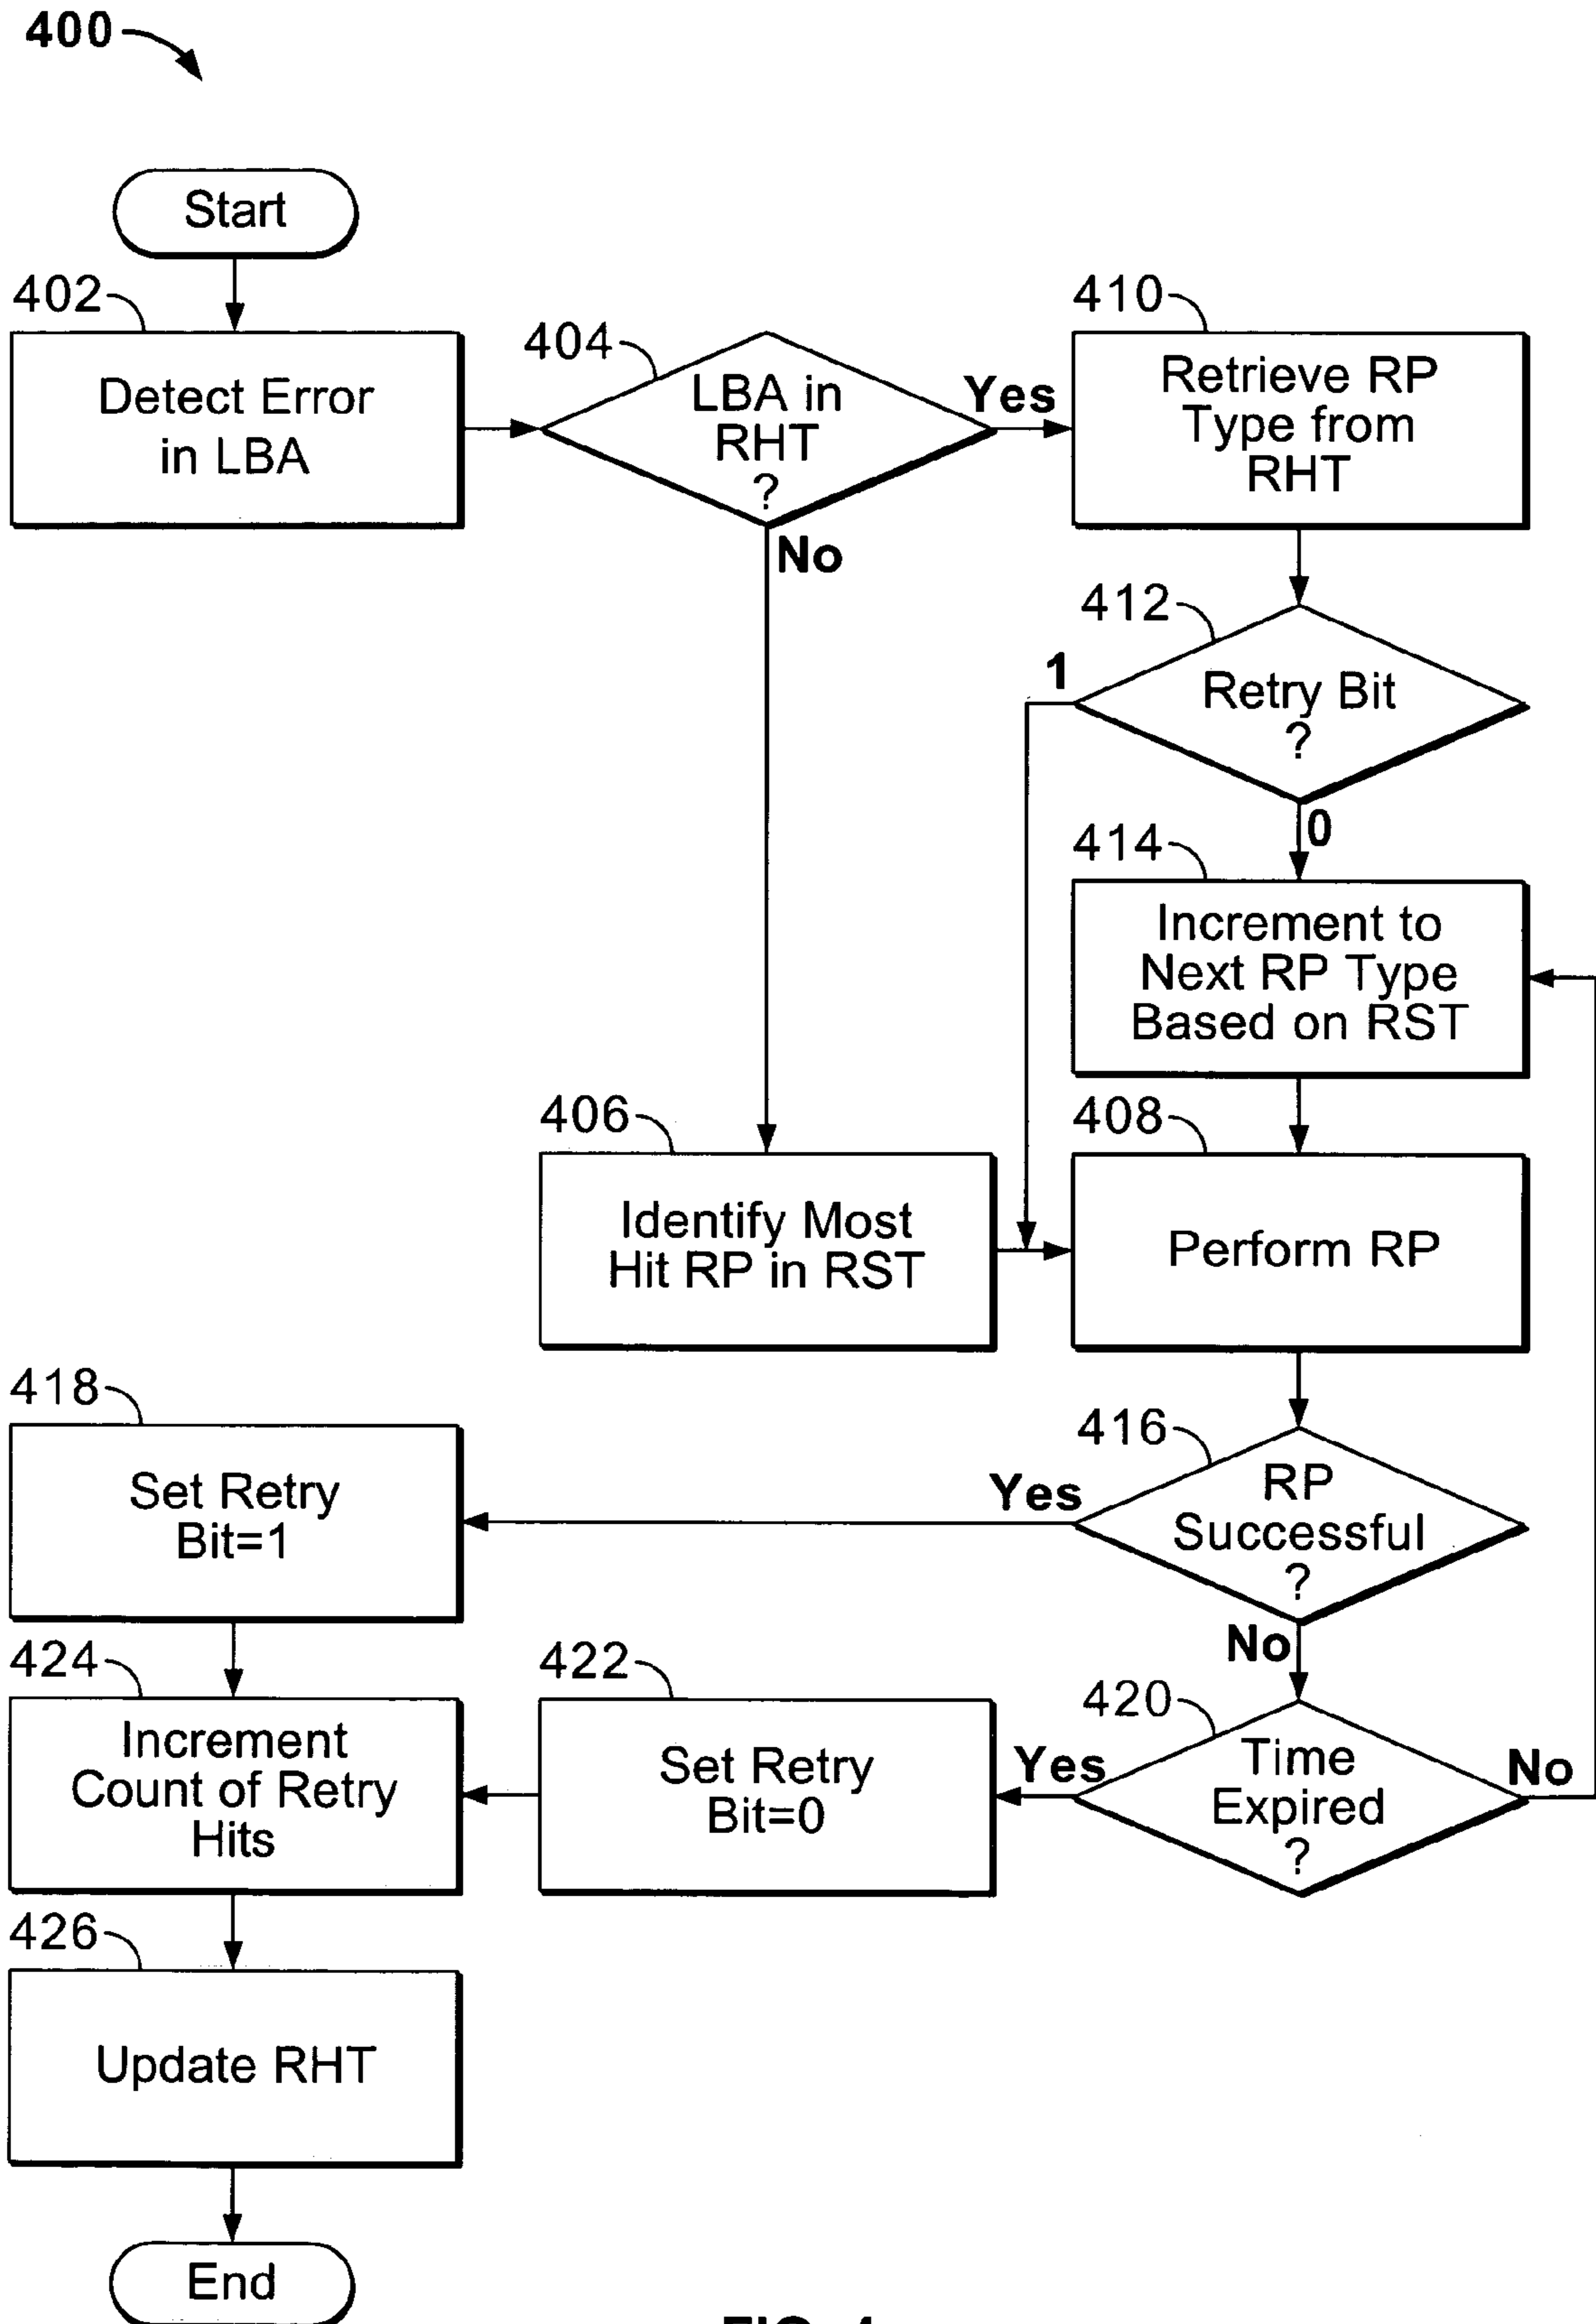 400
Start
402
Detect Error
in LBA
404
LBA in
RHT
?
Yes
No
410
Retrieve RP
Type from
RHT
412
Retry Bit
?
1
0
414
Increment to
Next RP Type
Based on RST
406
Identify Most
Hit RP in RST
408
Perform RP
416
RP
Successful
?
Yes
No
418
Set Retry
Bit=1
420
Time
Expired
?
Yes
No
422
Set Retry
Bit=0
424
Increment
Count of Retry
Hits
426
Update RHT
End